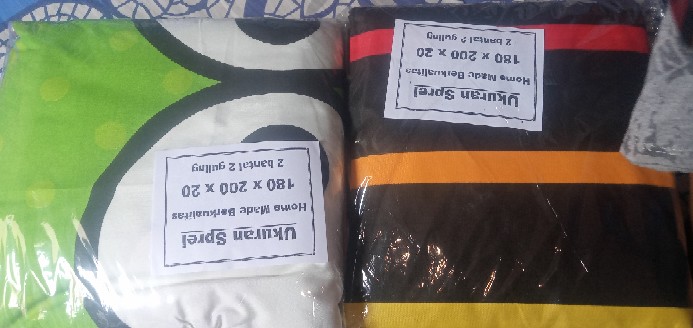 Ukuran Sprei
Home Made Berkualitas
180 x 200 x 20
2 bantal 2 guling
Ukuran Sprei
Home Made Berkualitas
180 x 200 x 20
2 bantal 2 guling